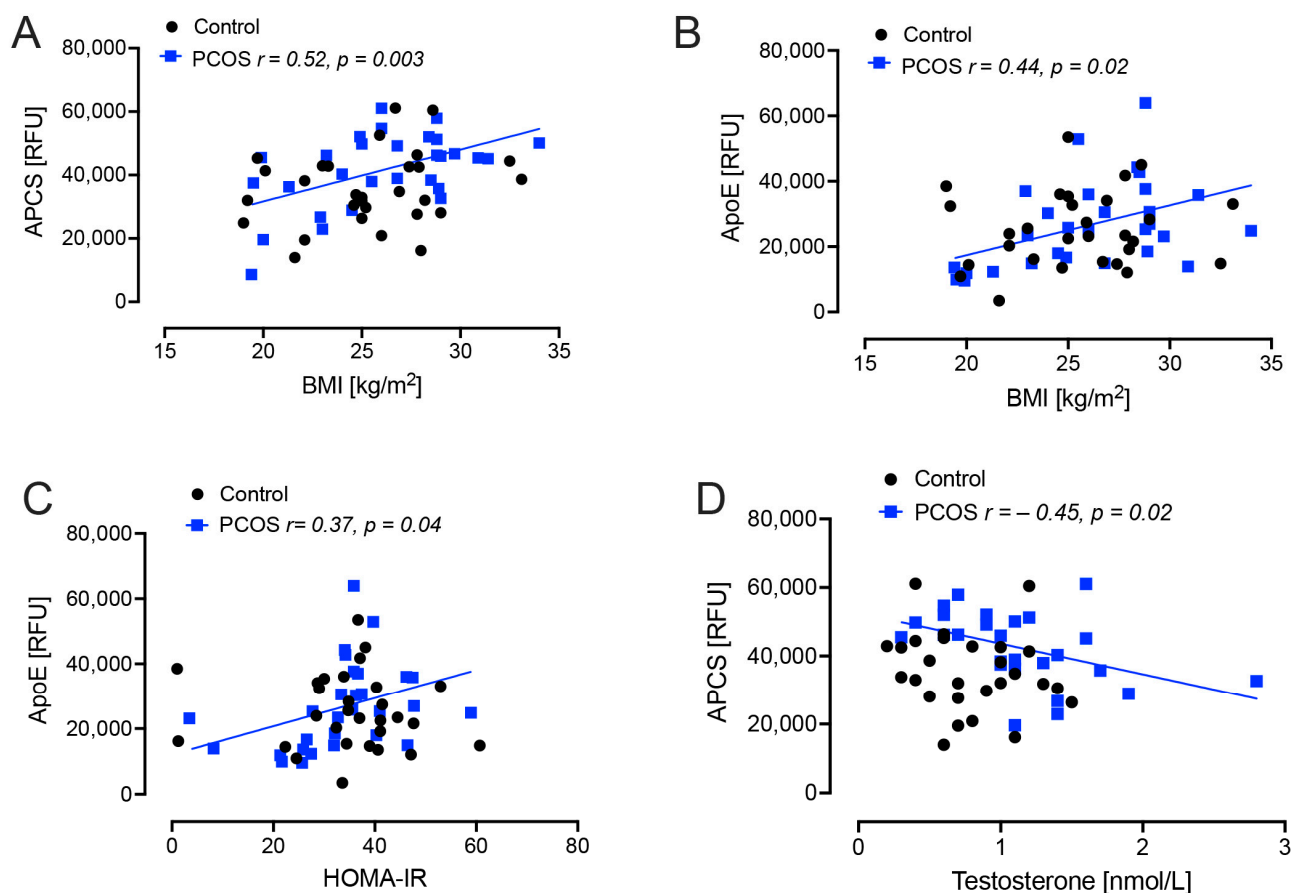 A
Control
PCOS r = 0.52, p = 0.003
80,000
60,000
40,000
20,000
0
APCS [RFU]
15 20 25 30 35
BMI [kg/m²]
B
Control
PCOS r = 0.44, p = 0.02
80,000
60,000
40,000
20,000
0
ApoE [RFU]
15 20 25 30 35
BMI [kg/m²]
C
Control
PCOS r= 0.37, p = 0.04
80,000
60,000
40,000
20,000
0
ApoE [RFU]
0 20 40 60 80
HOMA-IR
D
Control
PCOS r = – 0.45, p = 0.02
80,000
60,000
40,000
20,000
0
APCS [RFU]
0 1 2 3
Testosterone [nmol/L]